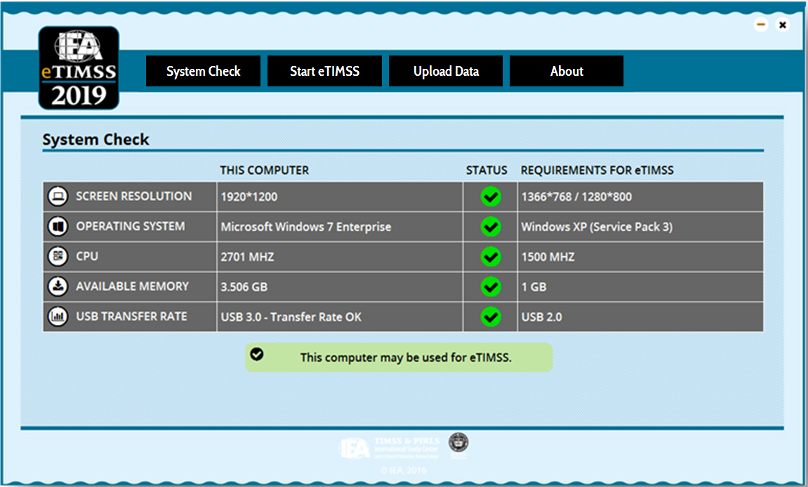 IEA
eTIMSS
2019
System Check
Start eTIMSS
Upload Data
About
System Check
THIS COMPUTER STATUS REQUIREMENTS FOR eTIMSS
SCREEN RESOLUTION 1920*1200 1366*768 / 1280*800
OPERATING SYSTEM Microsoft Windows 7 Enterprise Windows XP (Service Pack 3)
CPU 2701 MHZ 1500 MHZ
AVAILABLE MEMORY 3.506 GB 1 GB
USB TRANSFER RATE USB 3.0 - Transfer Rate OK USB 2.0
This computer may be used for eTIMSS.
IEA
TIMSS & PIRLS
International Study Center
© IEA, 2016